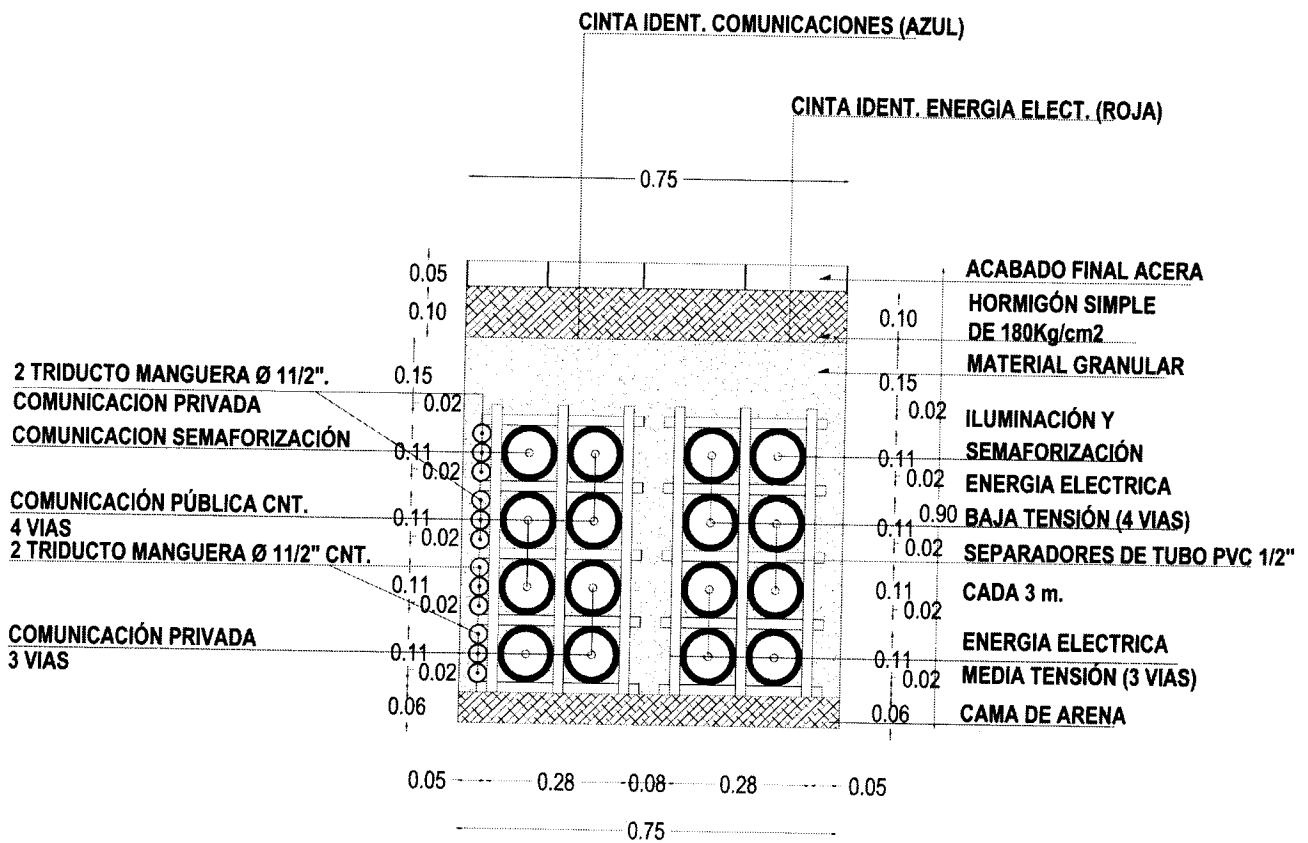 CINTA IDENT. COMUNICACIONES (AZUL)
CINTA IDENT. ENERGIA ELECT. (ROJA)
0.75
0.05
0.10
0.15
0.02
0.11
0.02
0.11
0.02
0.11
0.02
0.11
0.02
0.06
2 TRIDUCTO MANGUERA Ø 11/2".
COMUNICACION PRIVADA
COMUNICACION SEMAFORIZACIÓN
COMUNICACIÓN PÚBLICA CNT.
4 VIAS
2 TRIDUCTO MANGUERA Ø 11/2" CNT.
COMUNICACIÓN PRIVADA
3 VIAS
0.10
0.15
0.02
0.11
0.02
0.11
0.02
0.11
0.02
0.11
0.02
0.06
0.90
ACABADO FINAL ACERA
HORMIGÓN SIMPLE
DE 180Kg/cm2
MATERIAL GRANULAR
ILUMINACIÓN Y
SEMAFORIZACIÓN
ENERGIA ELECTRICA
BAJA TENSIÓN (4 VIAS)
SEPARADORES DE TUBO PVC 1/2"
CADA 3 m.
ENERGIA ELECTRICA
MEDIA TENSIÓN (3 VIAS)
CAMA DE ARENA
0.05 0.28 0.08 0.28 0.05
0.75